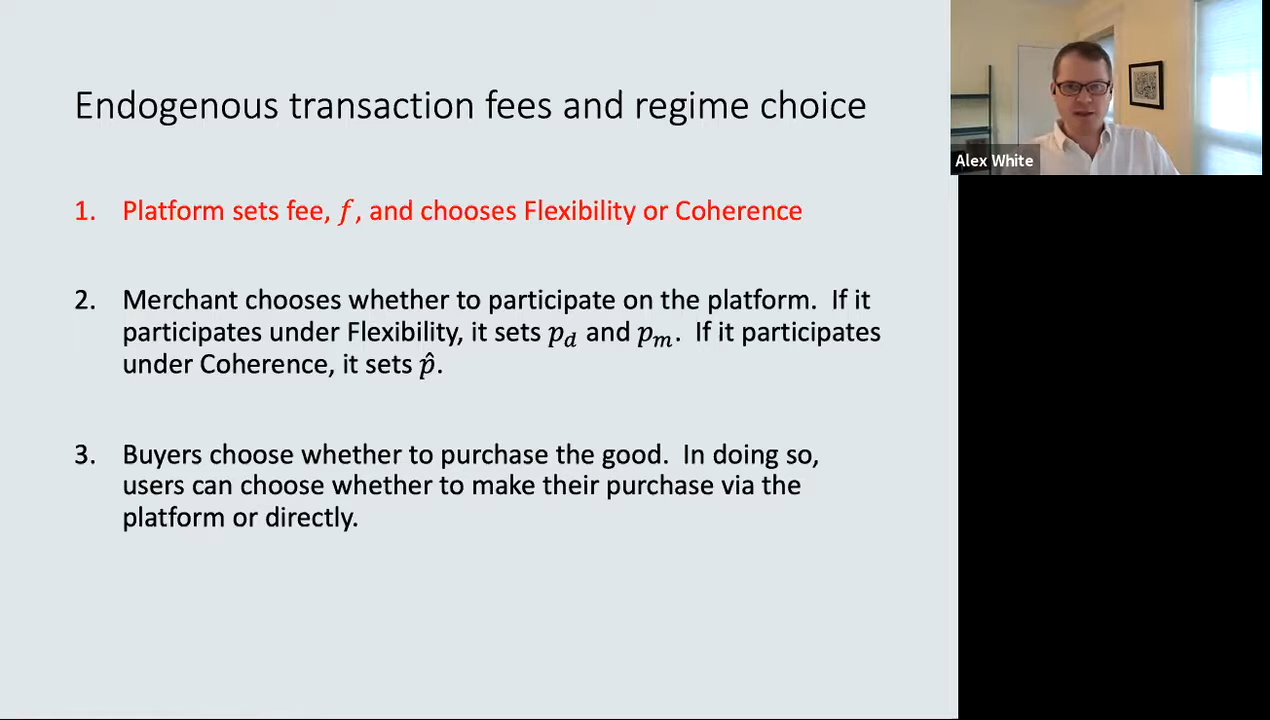 Endogenous transaction fees and regime choice
Alex White
1. Platform sets fee, f, and chooses Flexibility or Coherence
2. Merchant chooses whether to participate on the platform. If it
participates under Flexibility, it sets p_d and p_m. If it participates
under Coherence, it sets p̂.
3. Buyers choose whether to purchase the good. In doing so,
users can choose whether to make their purchase via the
platform or directly.